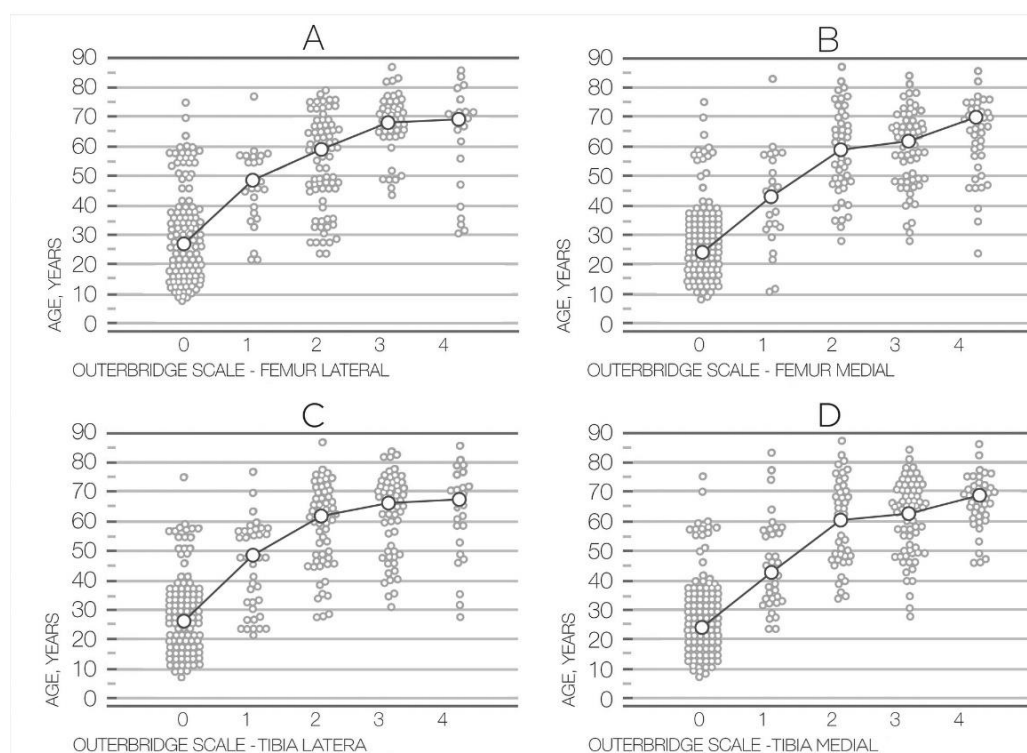 A
90
80
70
60
50
40
30
20
10
0
AGE, YEARS
0 1 2 3 4
OUTERBRIDGE SCALE - FEMUR LATERAL
B
90
80
70
60
50
40
30
20
10
0
AGE, YEARS
0 1 2 3 4
OUTERBRIDGE SCALE - FEMUR MEDIAL
C
90
80
70
60
50
40
30
20
10
0
AGE, YEARS
0 1 2 3 4
OUTERBRIDGE SCALE -TIBIA LATERA
D
90
80
70
60
50
40
30
20
10
0
AGE, YEARS
0 1 2 3 4
OUTERBRIDGE SCALE -TIBIA MEDIAL